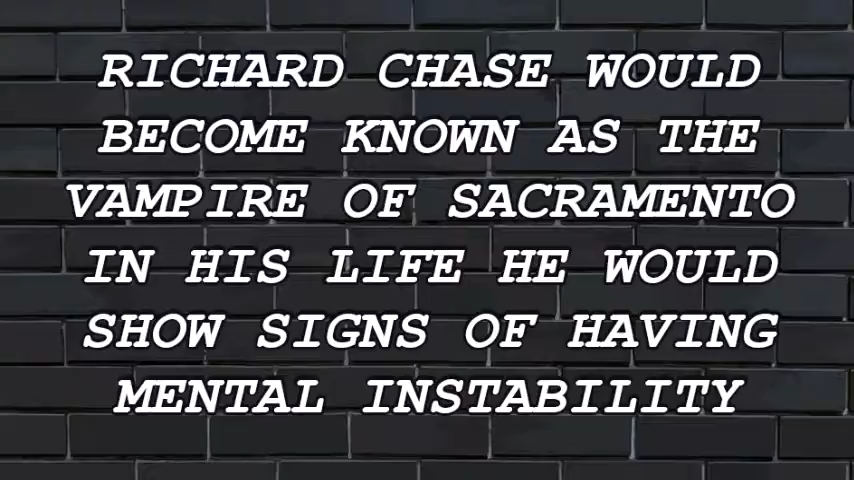 RICHARD CHASE WOULD
BECOME KNOWN AS THE
VAMPIRE OF SACRAMENTO
IN HIS LIFE HE WOULD
SHOW SIGNS OF HAVING
MENTAL INSTABILITY